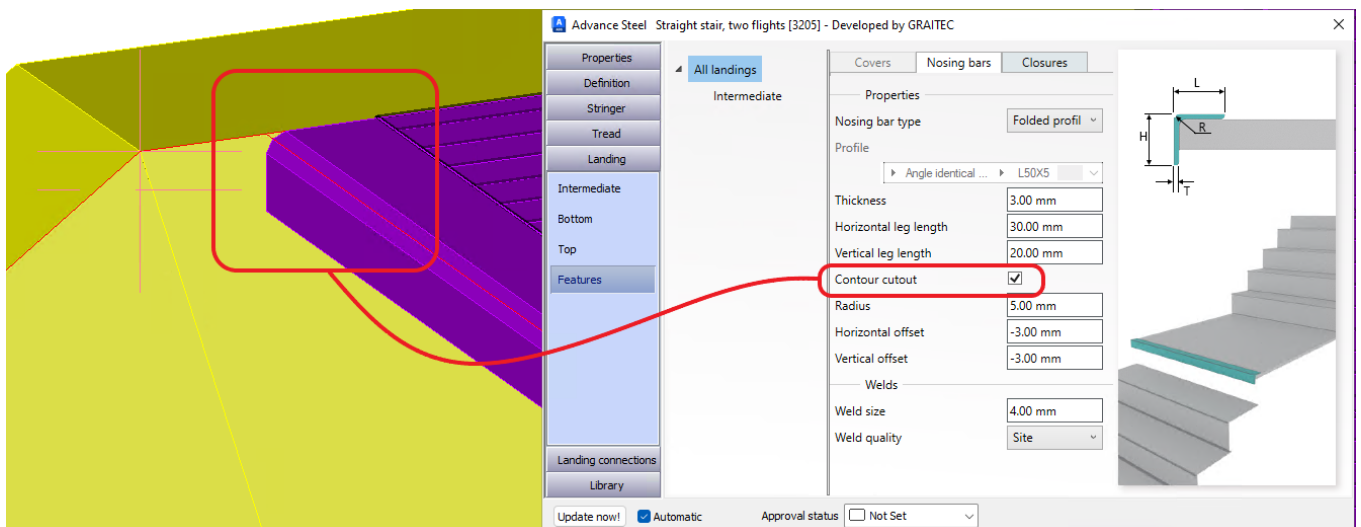 Advance Steel Straight stair, two flights [3205] - Developed by GRAITEC
Properties
Definition
Stringer
Tread
Landing
Intermediate
Bottom
Top
Features
Landing connections
Library
All landings
Intermediate
Covers
Nosing bars
Closures
Properties
Nosing bar type
Folded profil
Profile
Angle identical ...
L50X5
Thickness
3.00 mm
Horizontal leg length
30.00 mm
Vertical leg length
20.00 mm
Contour cutout
Radius
5.00 mm
Horizontal offset
-3.00 mm
Vertical offset
-3.00 mm
Welds
Weld size
4.00 mm
Weld quality
Site
L
R
H
T
Update now!
Automatic
Approval status
Not Set